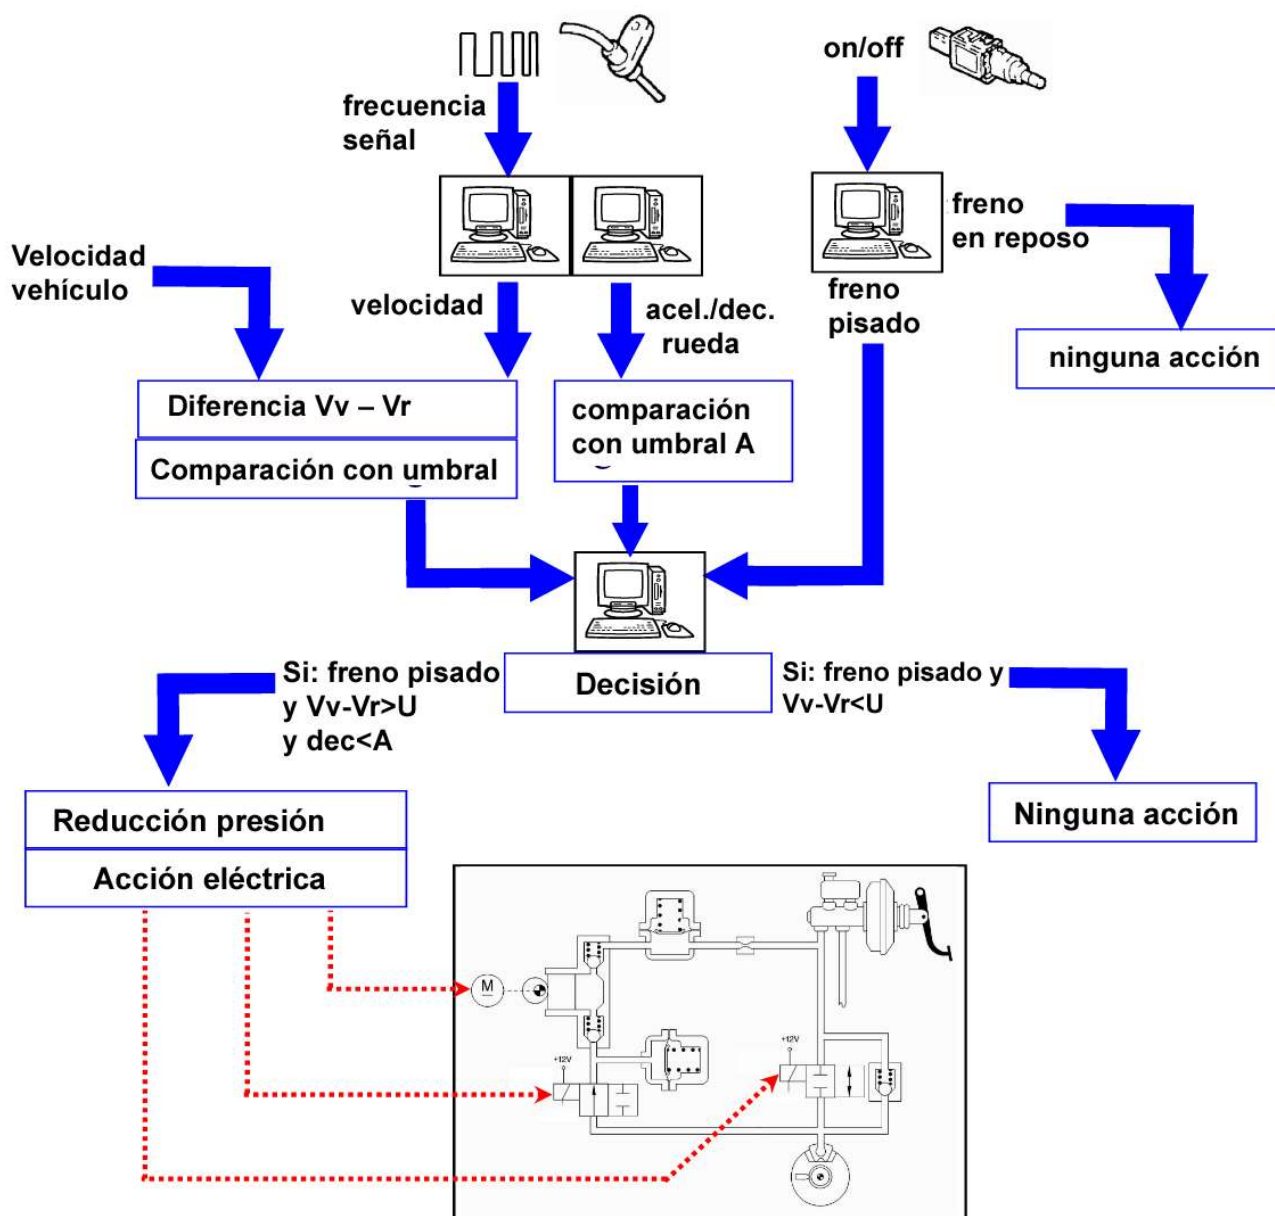 on/off
frecuencia
señal
freno
en reposo
Velocidad
vehículo
velocidad
acel./dec.
rueda
freno
pisado
ninguna acción
Diferencia Vv – Vr
Comparación con umbral
comparación
con umbral A
Decisión
Si: freno pisado
y Vv-Vr>U
y dec<A
Si: freno pisado y
Vv-Vr<U
Reducción presión
Acción eléctrica
Ninguna acción
M
+12V
+12V